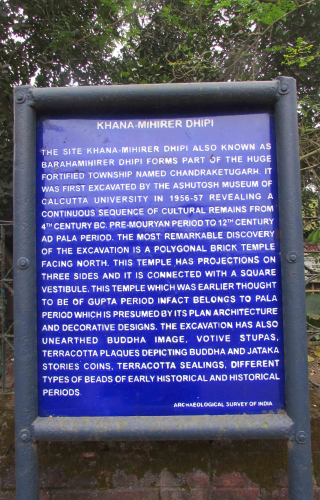 KHANA-MIHIRER DHIPI
THE SITE KHANA-MIHIRER DHIPI ALSO KNOWN AS
BARAHAMIHIRER DHIPI FORMS PART OF THE HUGE
FORTIFIED TOWNSHIP NAMED CHANDRAKETUGARH. IT
WAS FIRST EXCAVATED BY THE ASHUTOSH MUSEUM OF
CALCUTTA UNIVERSITY IN 1956-57 REVEALING A
CONTINUOUS SEQUENCE OF CULTURAL REMAINS FROM
4TH CENTURY BC. PRE-MOURYAN PERIOD TO 12TH CENTURY
AD PALA PERIOD. THE MOST REMARKABLE DISCOVERY
OF THE EXCAVATION IS A POLYGONAL BRICK TEMPLE
FACING NORTH. THIS TEMPLE HAS PROJECTIONS ON
THREE SIDES AND IT IS CONNECTED WITH A SQUARE
VESTIBULE. THIS TEMPLE WHICH WAS EARLIER THOUGHT
TO BE OF GUPTA PERIOD INFACT BELONGS TO PALA
PERIOD WHICH IS PRESUMED BY ITS PLAN ARCHITECTURE
AND DECORATIVE DESIGNS. THE EXCAVATION HAS ALSO
UNEARTHED BUDDHA IMAGE, VOTIVE STUPAS,
TERRACOTTA PLAQUES DEPICTING BUDDHA AND JATAKA
STORIES COINS, TERRACOTTA SEALINGS, DIFFERENT
TYPES OF BEADS OF EARLY HISTORICAL AND HISTORICAL
PERIODS.
ARCHAEOLOGICAL SURVEY OF INDIA